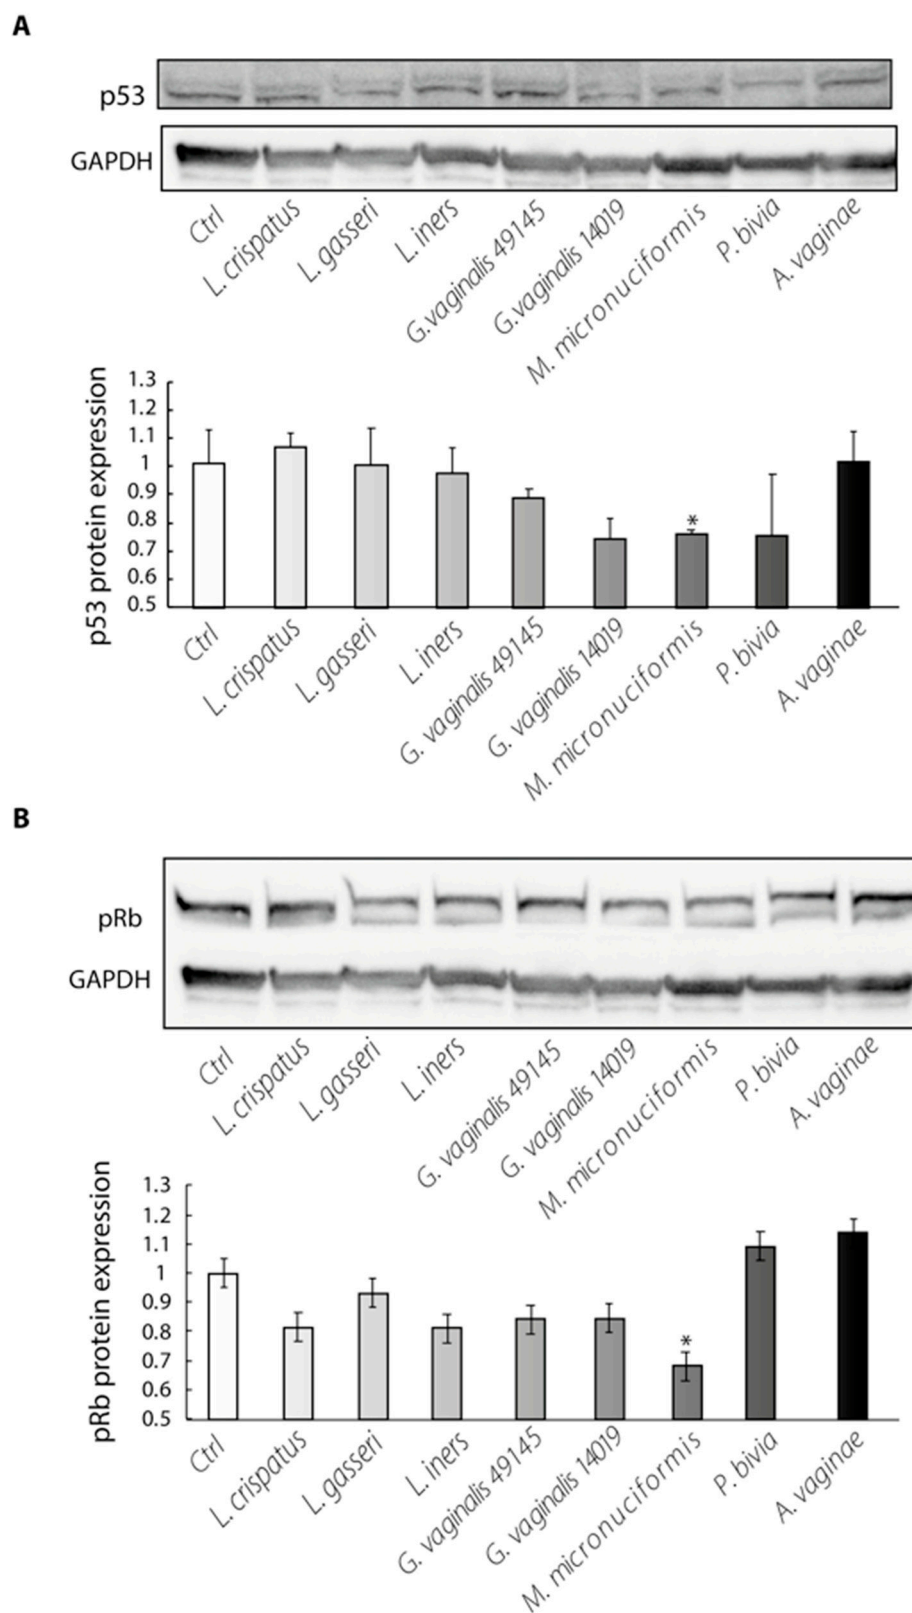 A
p53
GAPDH
Ctrl
L. crispatus
L. gasseri
L. iners
G.vaginalis 49145
G.vaginalis 14019
M. micronuciformis
P. bivia
A. vaginae
p53 protein expression
1.3
1.2
1.1
1
0.9
0.8
0.7
0.6
0.5
*
Ctrl
L. crispatus
L. gasseri
L. iners
G. vaginalis 49145
G. vaginalis 14019
M. micronuciformis
P. bivia
A. vaginae
B
pRb
GAPDH
Ctrl
L. crispatus
L. gasseri
L. iners
G. vaginalis 49145
G. vaginalis 14019
M. micronuciformis
P. bivia
A. vaginae
pRb protein expression
1.3
1.2
1.1
1
0.9
0.8
0.7
0.6
0.5
*
Ctrl
L. crispatus
L. gasseri
L. iners
G. vaginalis 49145
G. vaginalis 14019
M. micronuciformis
P. bivia
A. vaginae